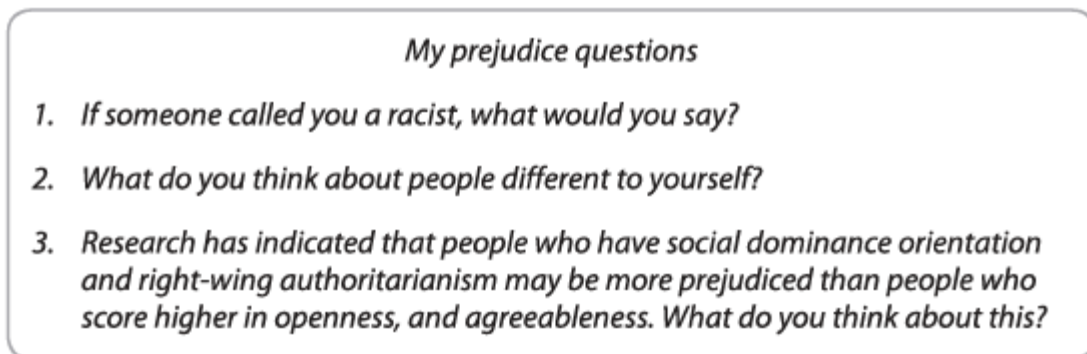 My prejudice questions
1. If someone called you a racist, what would you say?
2. What do you think about people different to yourself?
3. Research has indicated that people who have social dominance orientation
and right-wing authoritarianism may be more prejudiced than people who
score higher in openness, and agreeableness. What do you think about this?